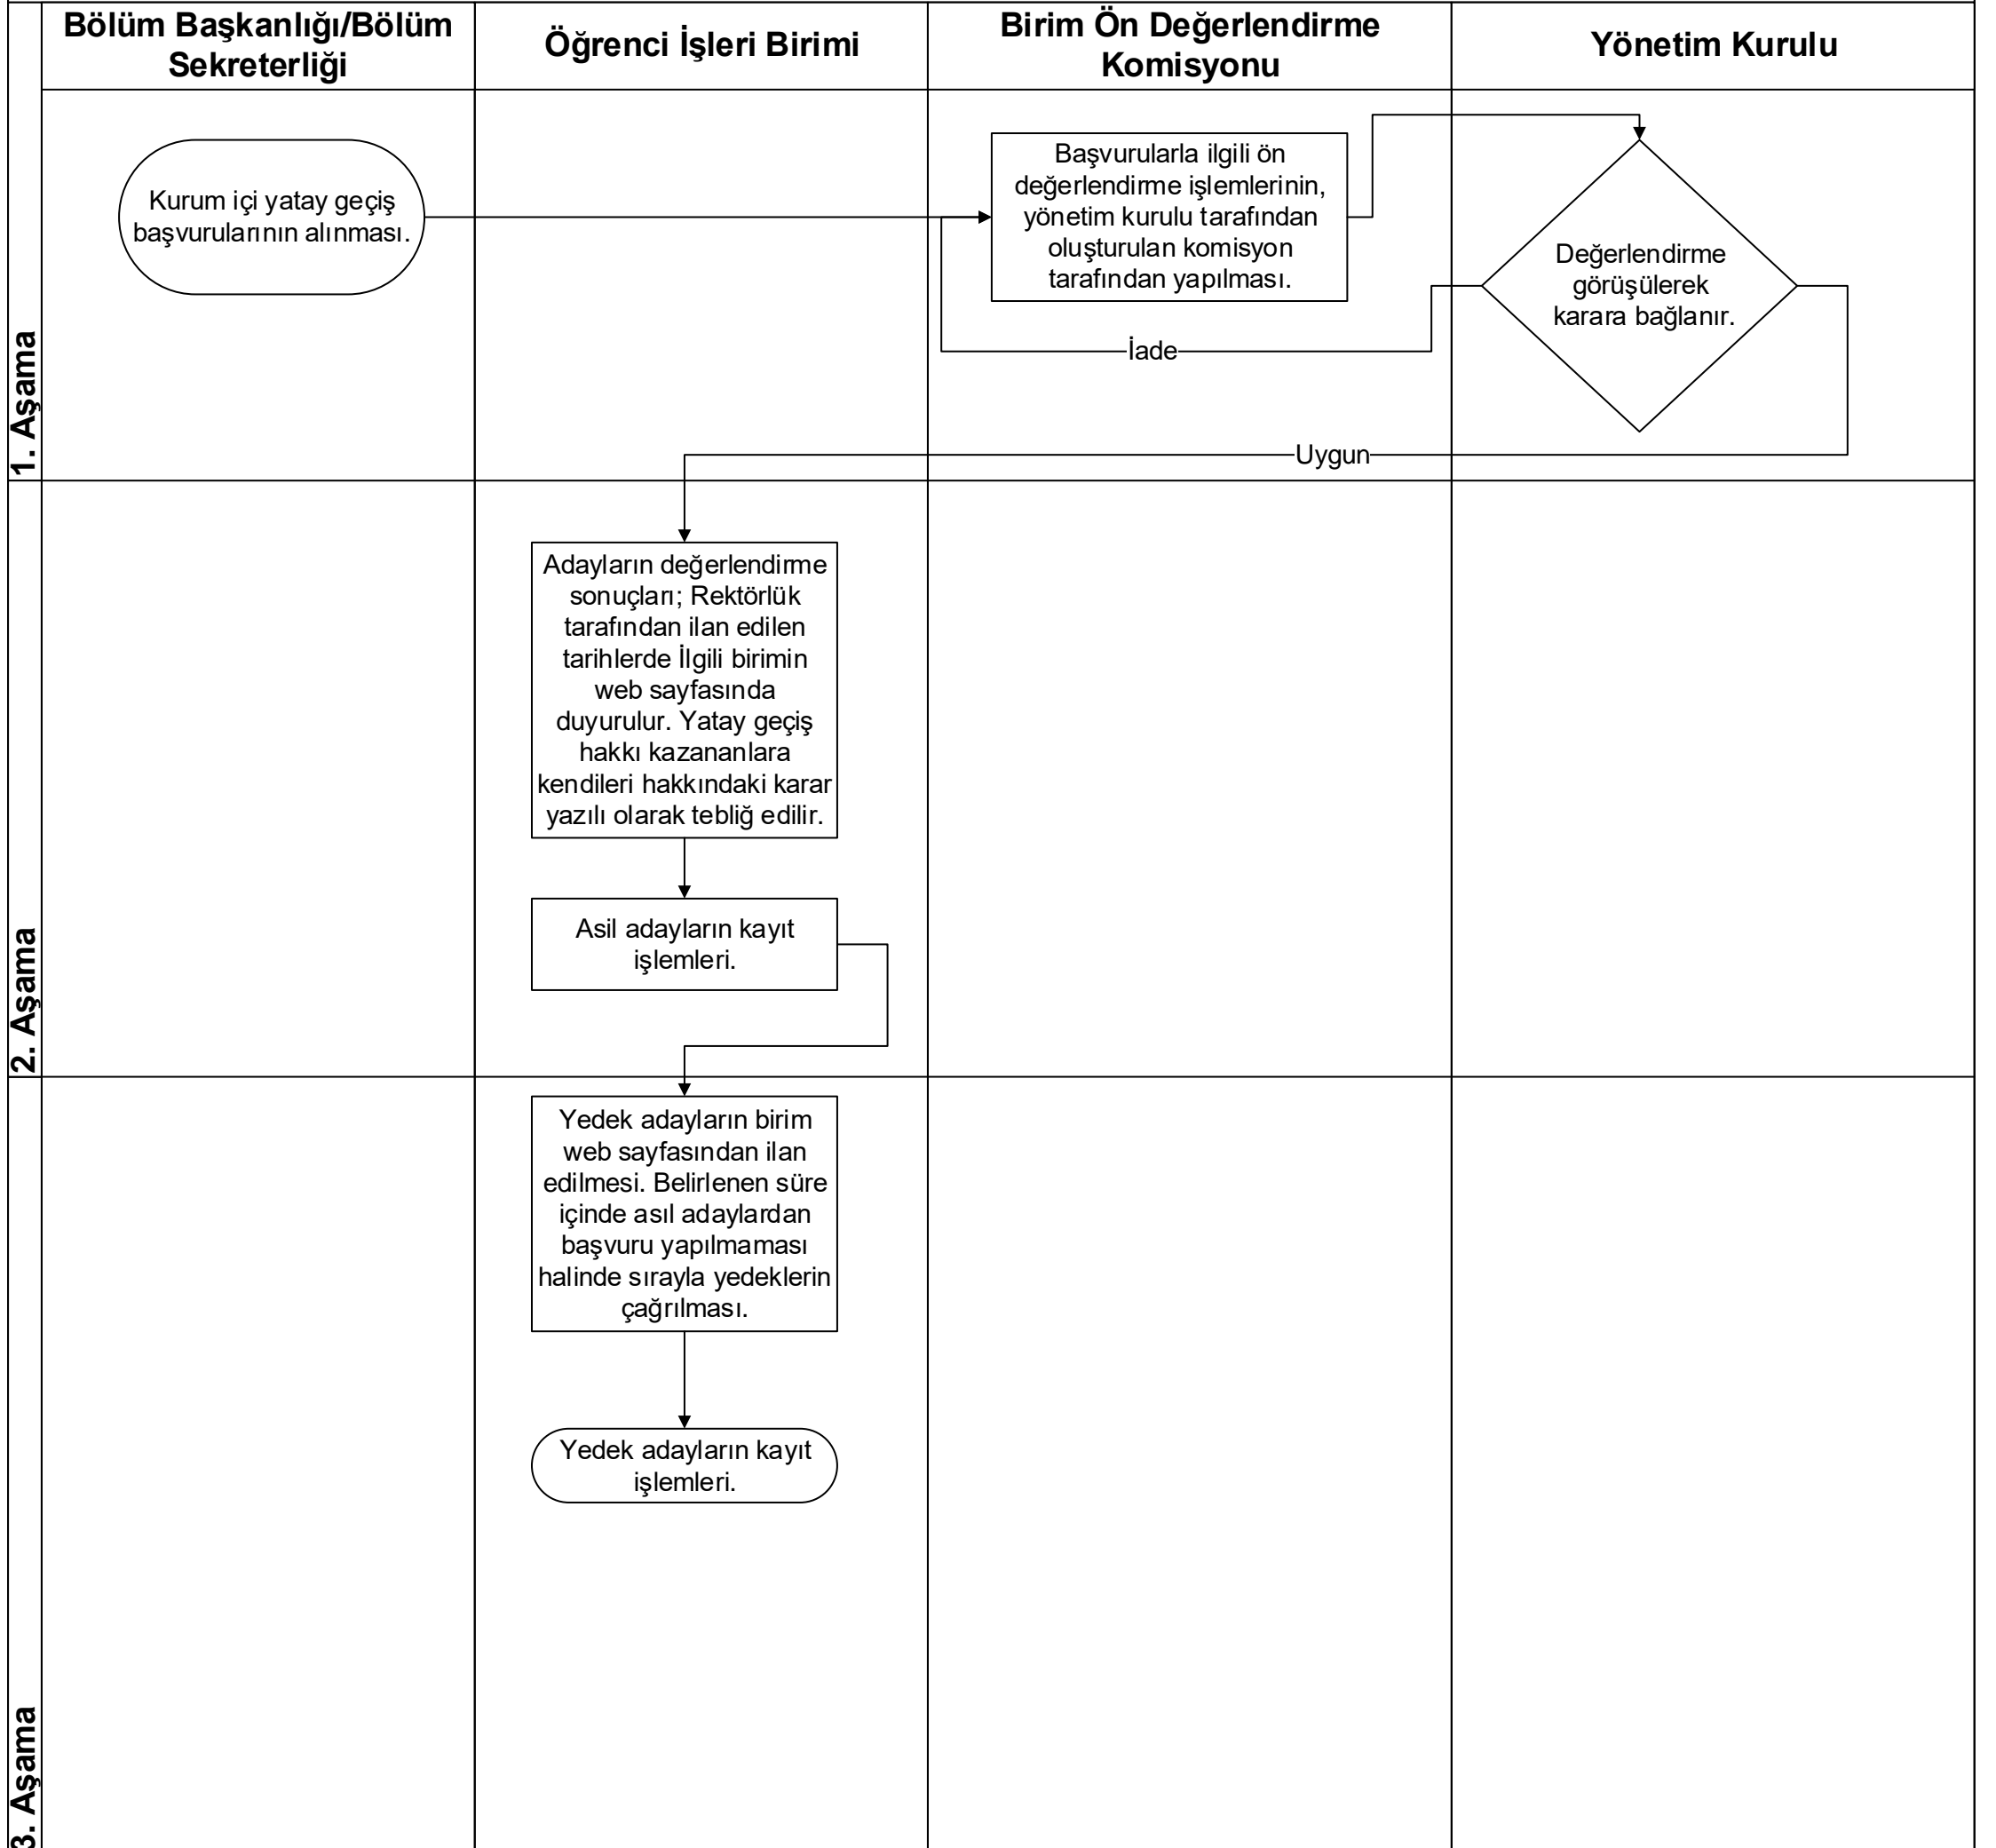 Bölüm Başkanlığı/Bölüm
Sekreterliği
Öğrenci İşleri Birimi
Birim Ön Değerlendirme
Komisyonu
Yönetim Kurulu
1. Aşama
Kurum içi yatay geçiş
başvurularının alınması.
Başvurularla ilgili ön
değerlendirme işlemlerinin,
yönetim kurulu tarafından
oluşturulan komisyon
tarafından yapılması.
Değerlendirme
görüşülerek
karara bağlanır.
İade
Uygun
2. Aşama
Adayların değerlendirme
sonuçları; Rektörlük
tarafından ilan edilen
tarihlerde İlgili birimin
web sayfasında
duyurulur. Yatay geçiş
hakkı kazananlara
kendileri hakkındaki karar
yazılı olarak tebliğ edilir.
Asil adayların kayıt
işlemleri.
3. Aşama
Yedek adayların birim
web sayfasından ilan
edilmesi. Belirlenen süre
içinde asıl adaylardan
başvuru yapılmaması
halinde sırayla yedeklerin
çağrılması.
Yedek adayların kayıt
işlemleri.